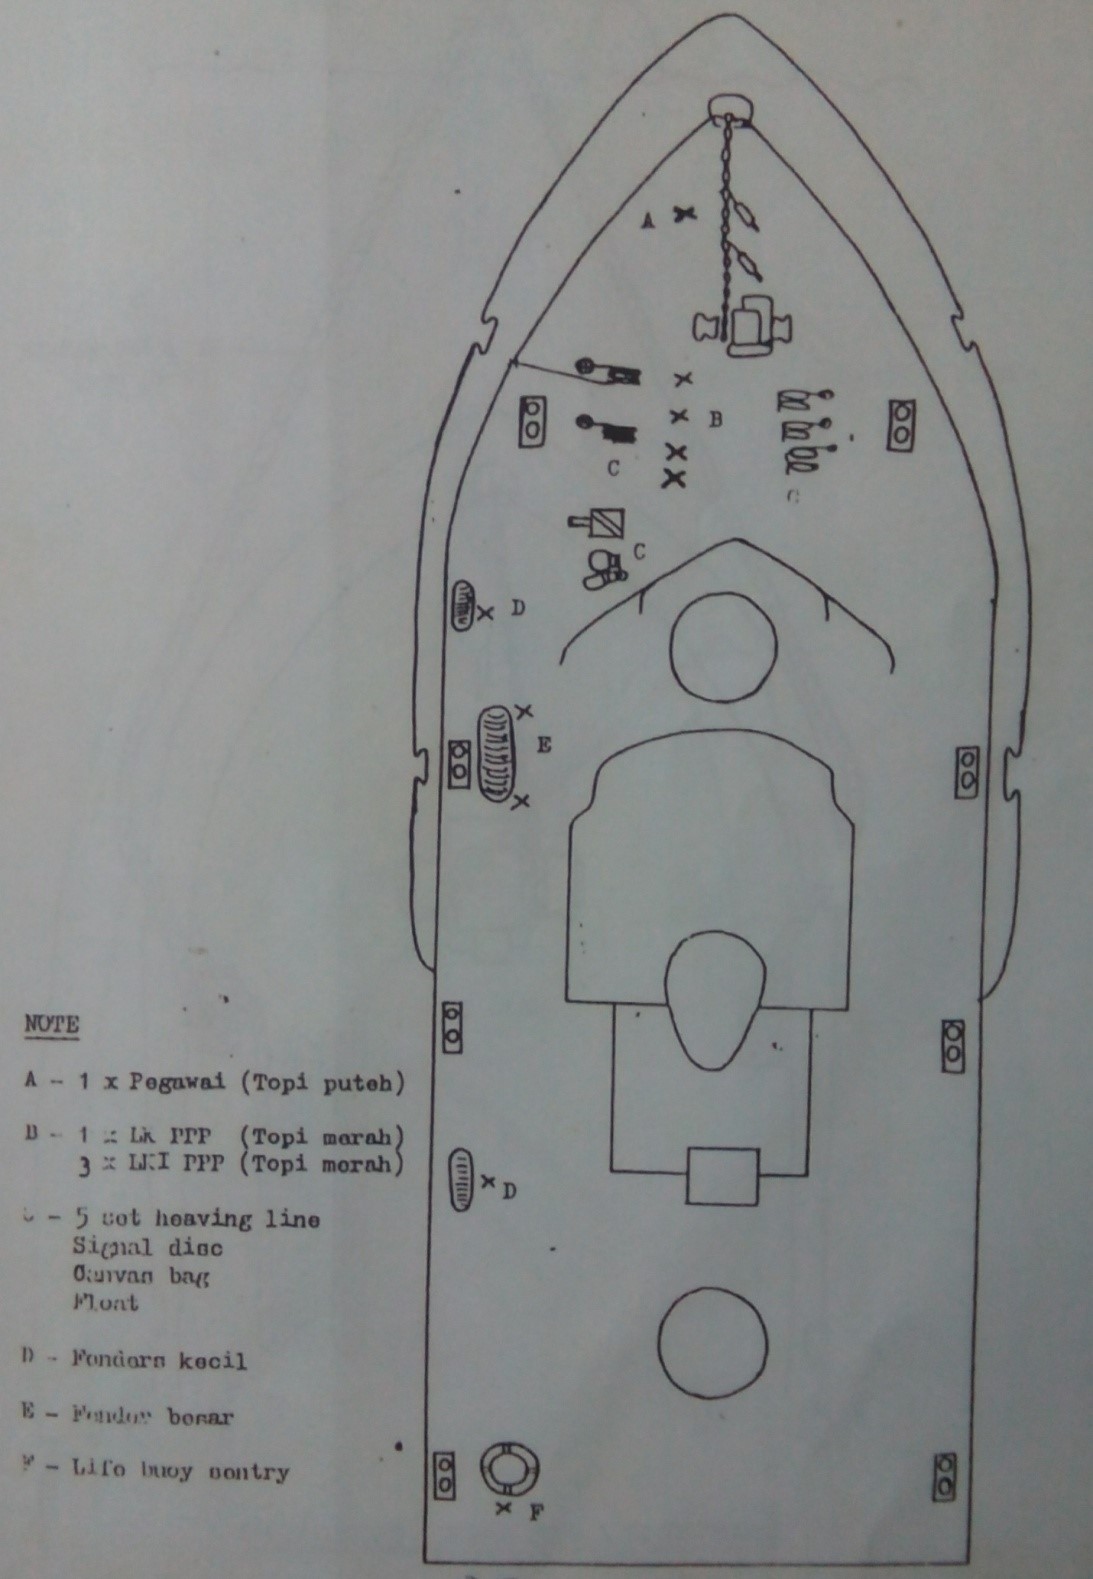 A
B
C
C
C
D
E
D
F
NOTE
A - 1 x Pegawai (Topi puteh)
B - 1 x LK PPP (Topi merah)
3 x LKI PPP (Topi merah)
C - 5 set heaving line
Signal disc
Canvas bag
Float
D - Fenders kecil
E - Fender besar
F - Life buoy sentry